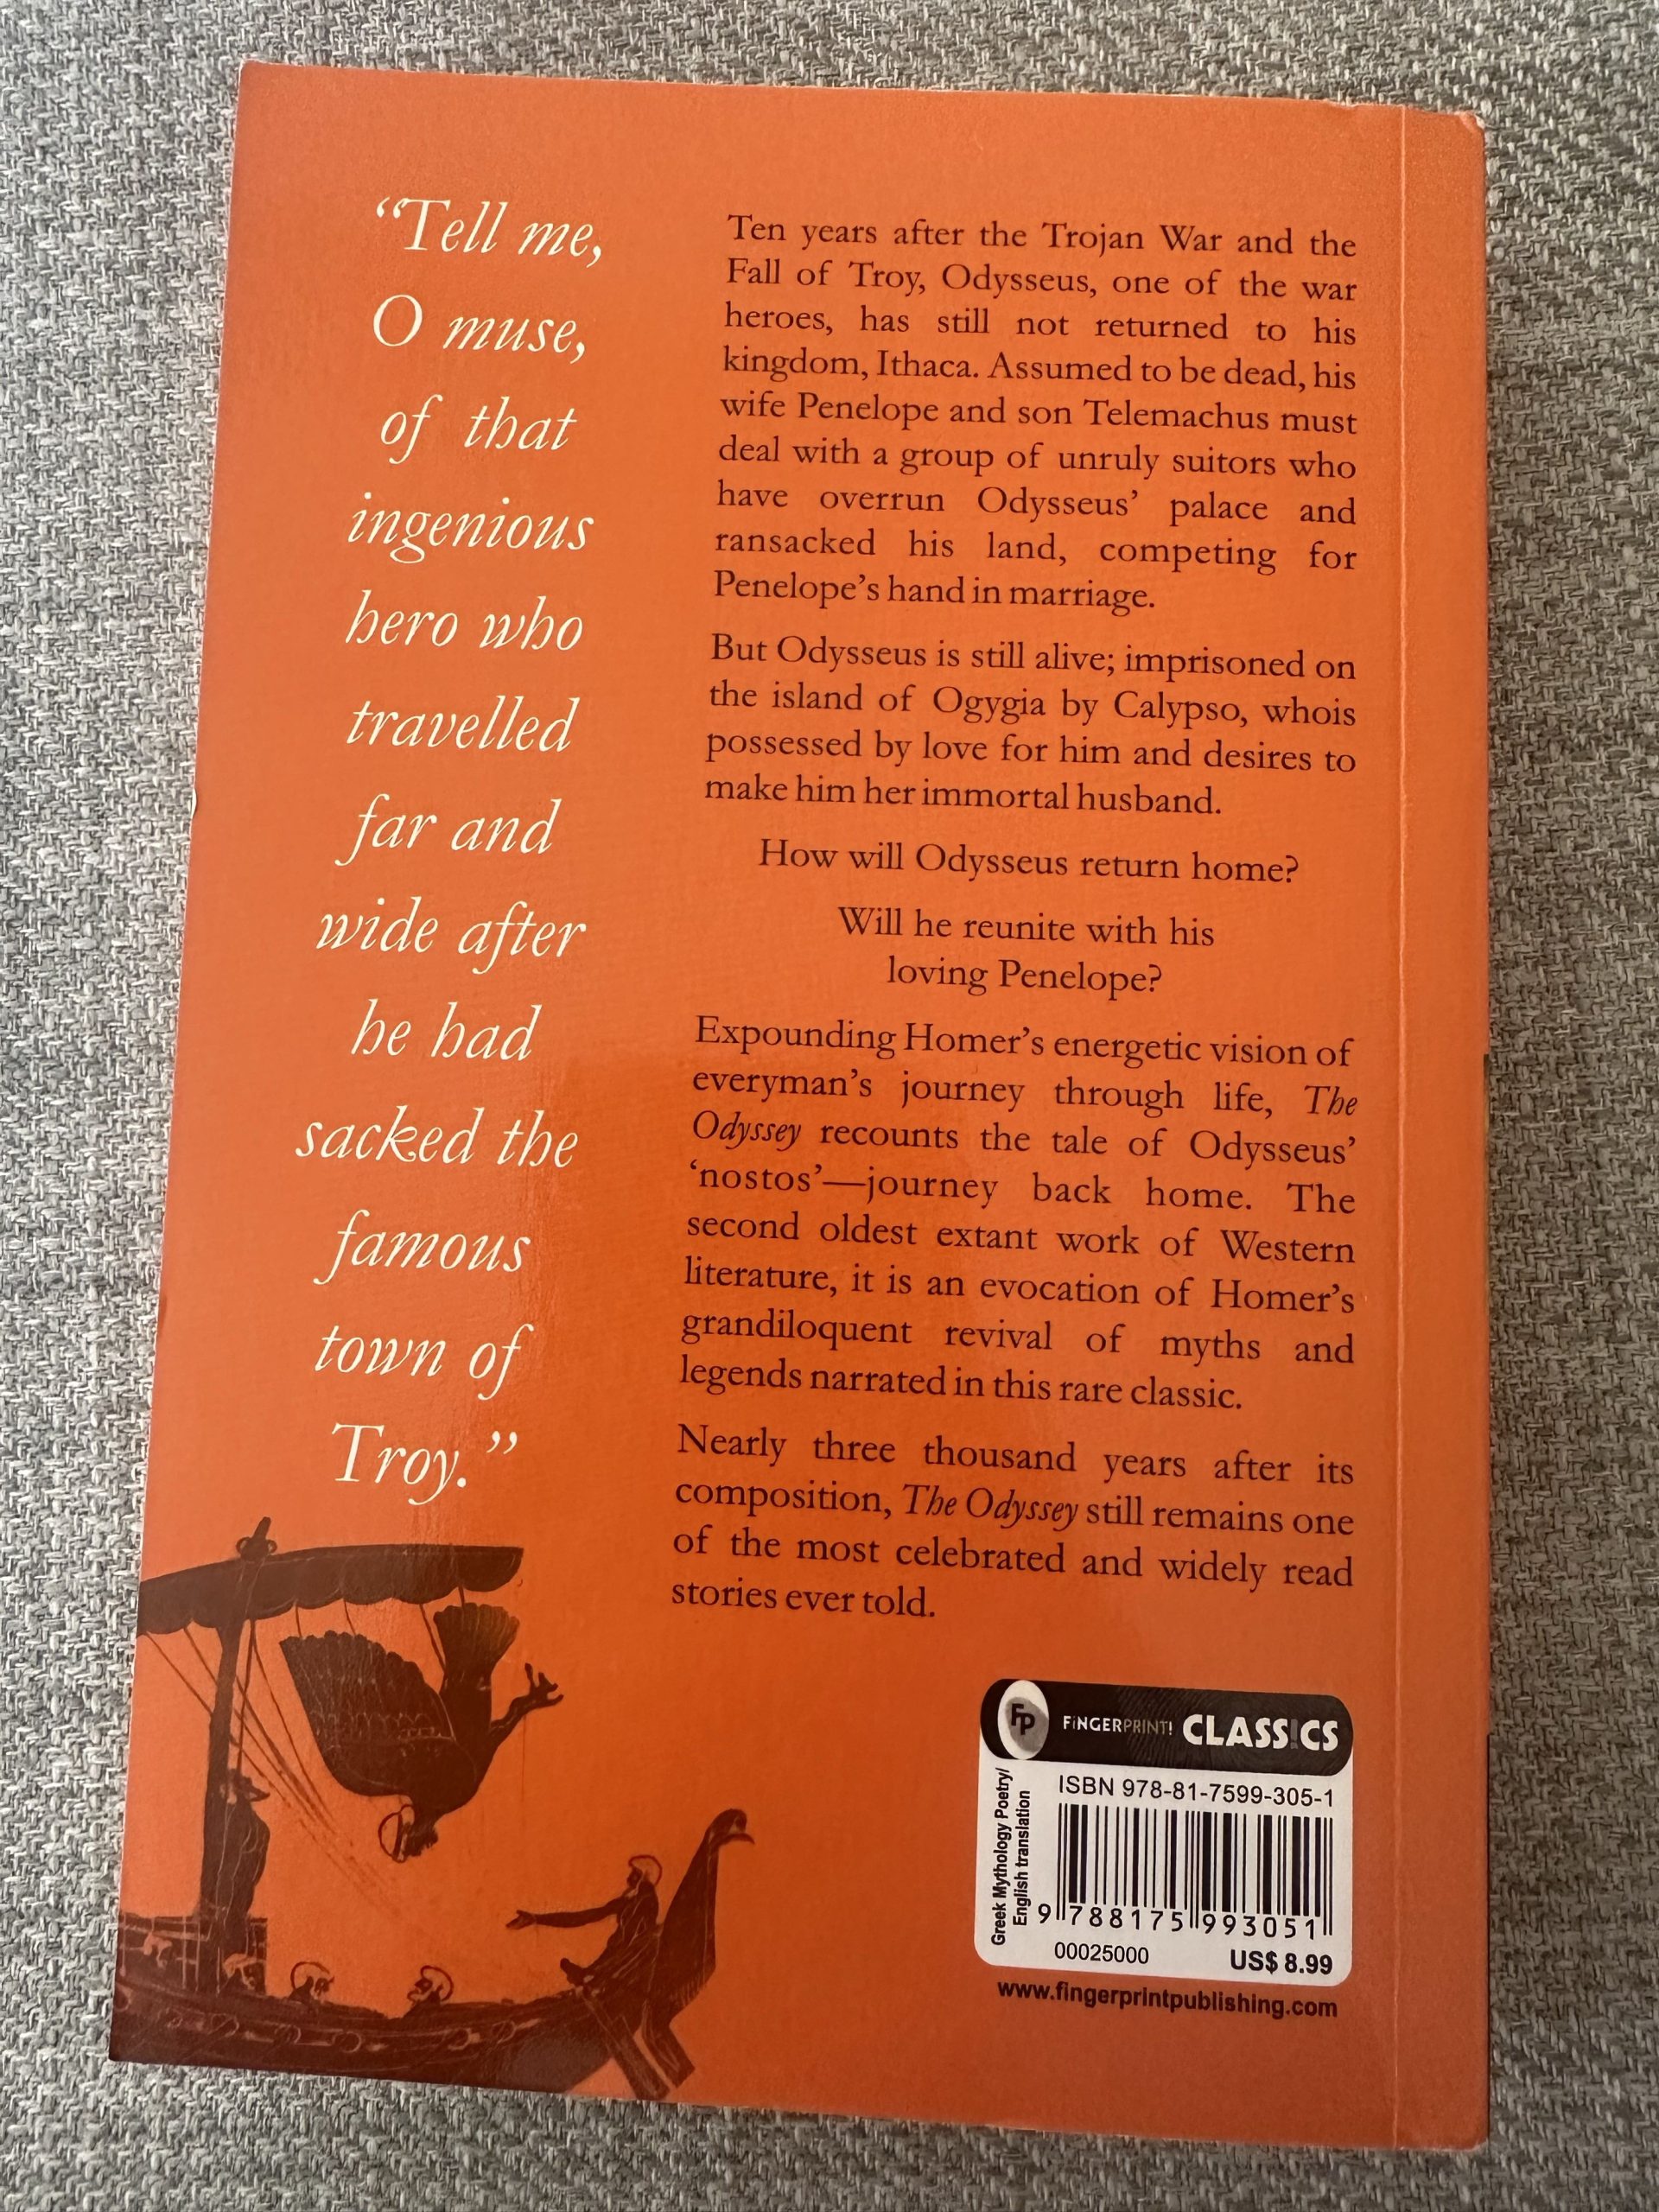 “Tell me,
O muse,
of that
ingenious
hero who
travelled
far and
wide after
he had
sacked the
famous
town of
Troy.”
Ten years after the Trojan War and the
Fall of Troy, Odysseus, one of the war
heroes, has still not returned to his
kingdom, Ithaca. Assumed to be dead, his
wife Penelope and son Telemachus must
deal with a group of unruly suitors who
have overrun Odysseus’ palace and
ransacked his land, competing for
Penelope’s hand in marriage.
But Odysseus is still alive; imprisoned on
the island of Ogygia by Calypso, whois
possessed by love for him and desires to
make him her immortal husband.
How will Odysseus return home?
Will he reunite with his
loving Penelope?
Expounding Homer’s energetic vision of
everyman’s journey through life, The
Odyssey recounts the tale of Odysseus’
‘nostos’—journey back home. The
second oldest extant work of Western
literature, it is an evocation of Homer’s
grandiloquent revival of myths and
legends narrated in this rare classic.
Nearly three thousand years after its
composition, The Odyssey still remains one
of the most celebrated and widely read
stories ever told.
FP FiNGERPRINT! CLASS!CS
ISBN 978-81-7599-305-1
Greek Mythology Poetry/
English translation
9 788175 993051
00025000 US$ 8.99
www.fingerprintpublishing.com